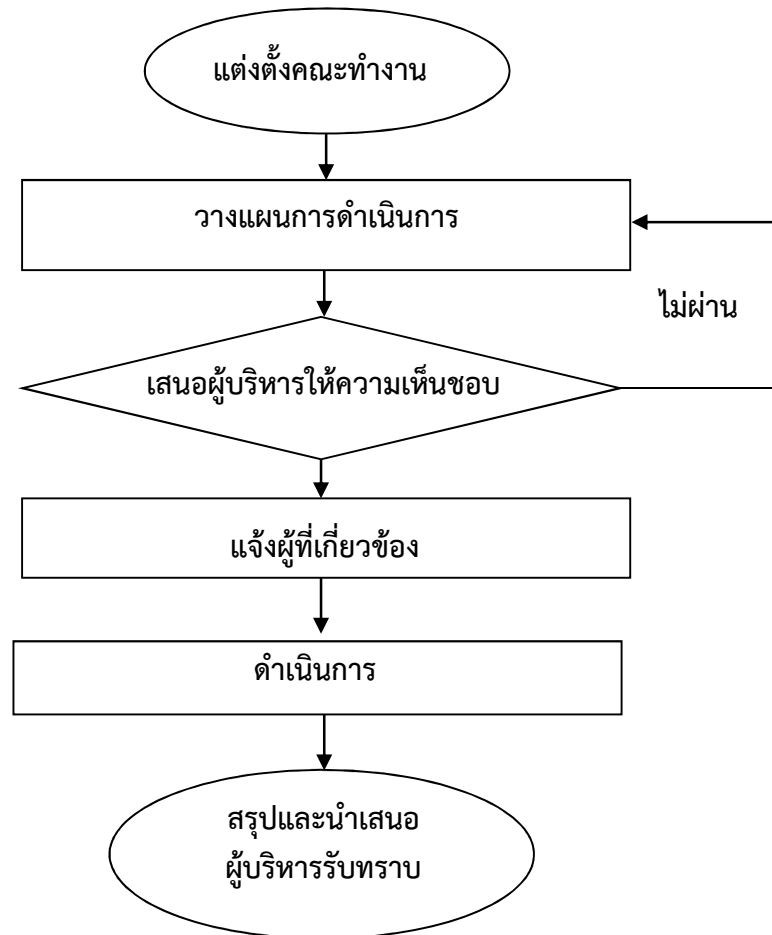 แต่งตั้งคณะทำงาน
วางแผนการดำเนินการ
ไม่ผ่าน
เสนอผู้บริหารให้ความเห็นชอบ
แจ้งผู้ที่เกี่ยวข้อง
ดำเนินการ
สรุปและนำเสนอ
ผู้บริหารรับทราบ